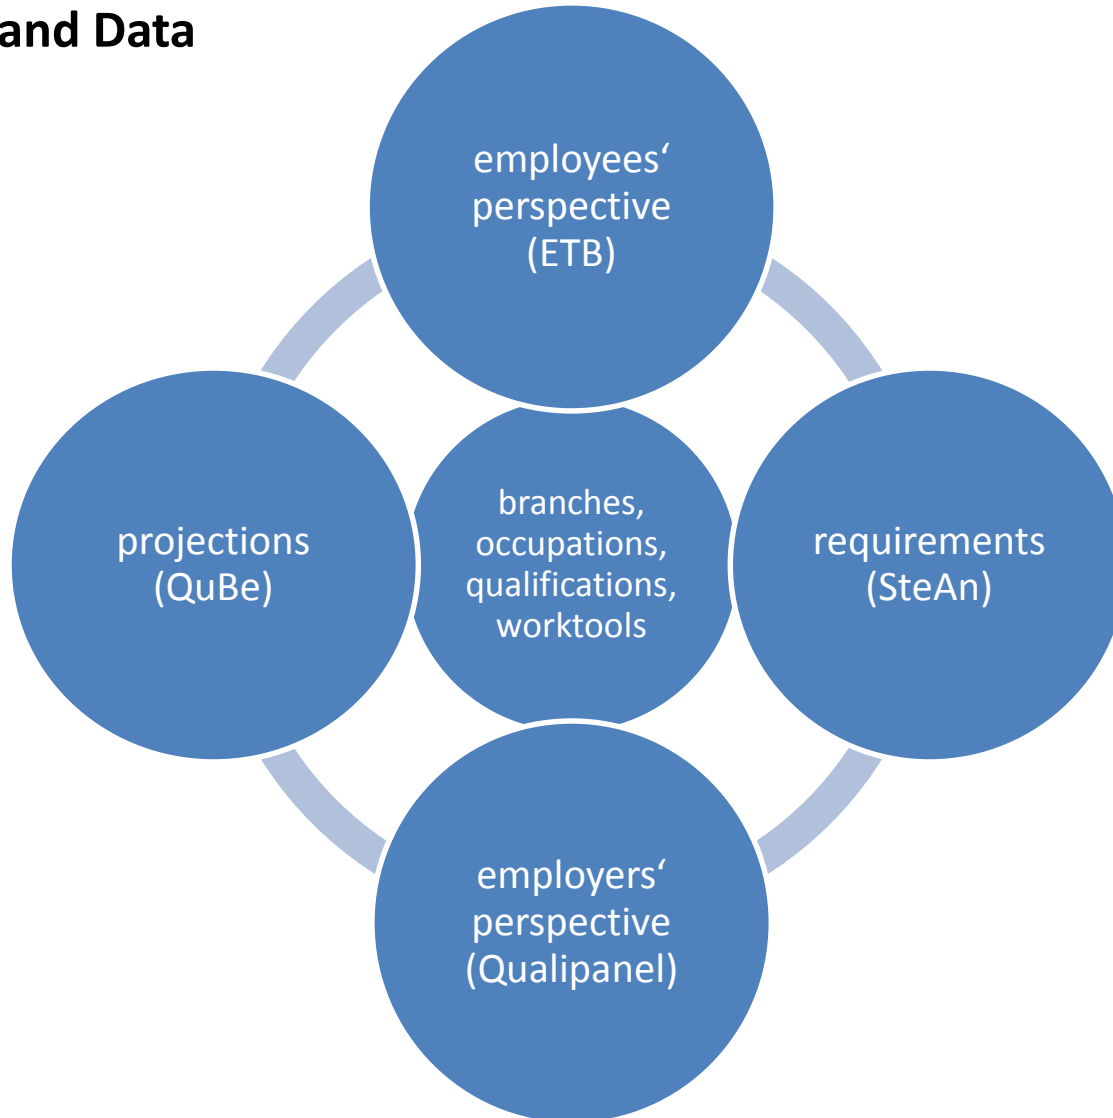 and Data
employees‘
perspective
(ETB)
projections
(QuBe)
branches,
occupations,
qualifications,
worktools
requirements
(SteAn)
employers‘
perspective
(Qualipanel)